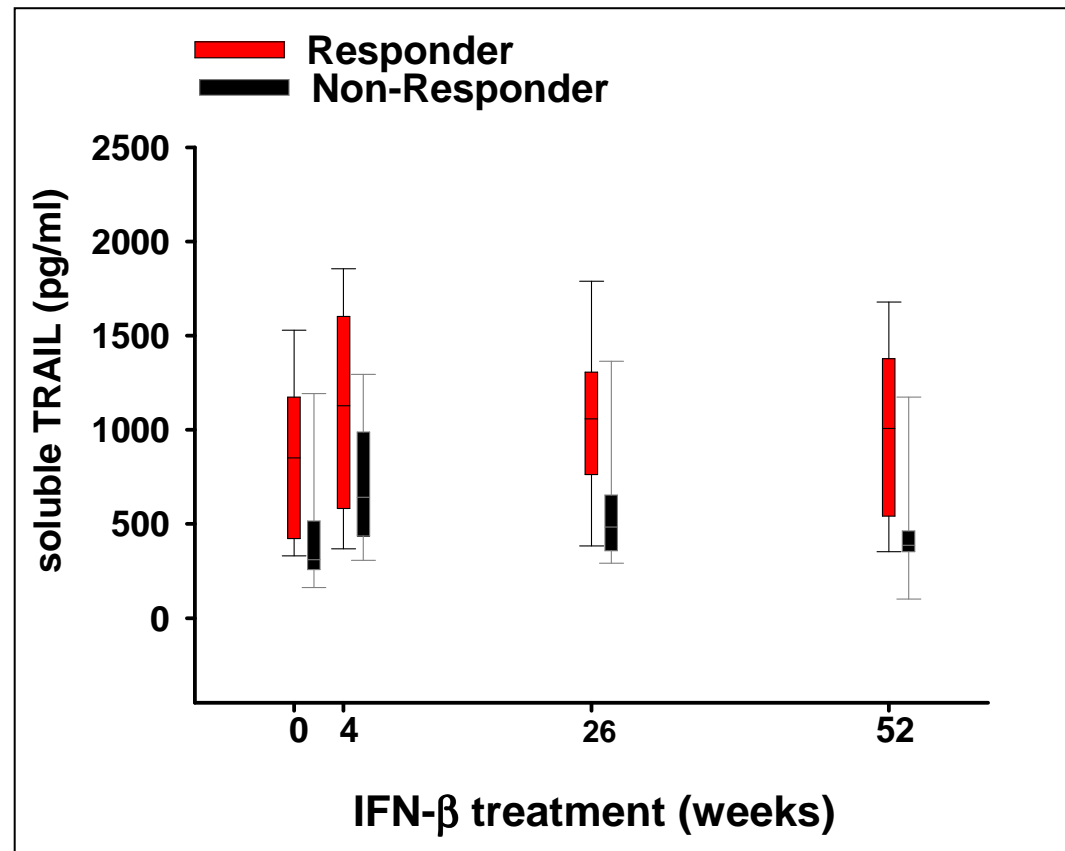 Responder
Non-Responder
2500
2000
1500
1000
500
0
soluble TRAIL (pg/ml)
0 4 26 52
IFN-β treatment (weeks)